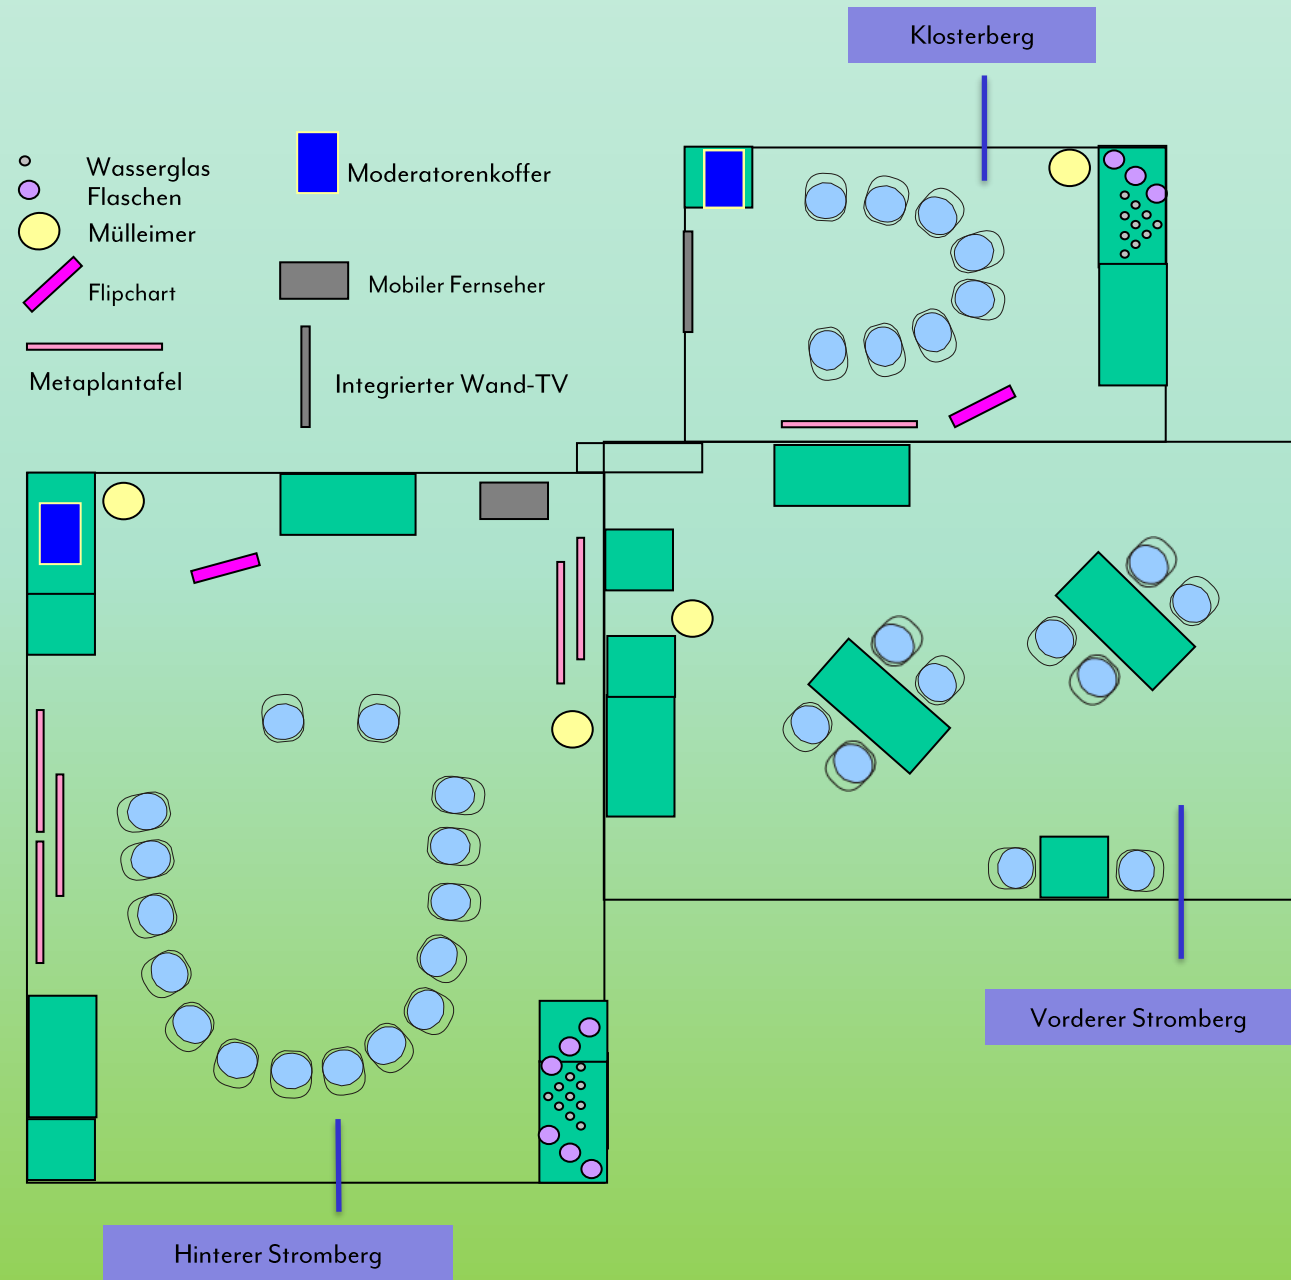 Klosterberg
Wasserglas
Flaschen
Moderatorenkoffer
Mülleimer
Flipchart
Mobiler Fernseher
Metaplantafel
Integrierter Wand-TV
Vorderer Stromberg
Hinterer Stromberg